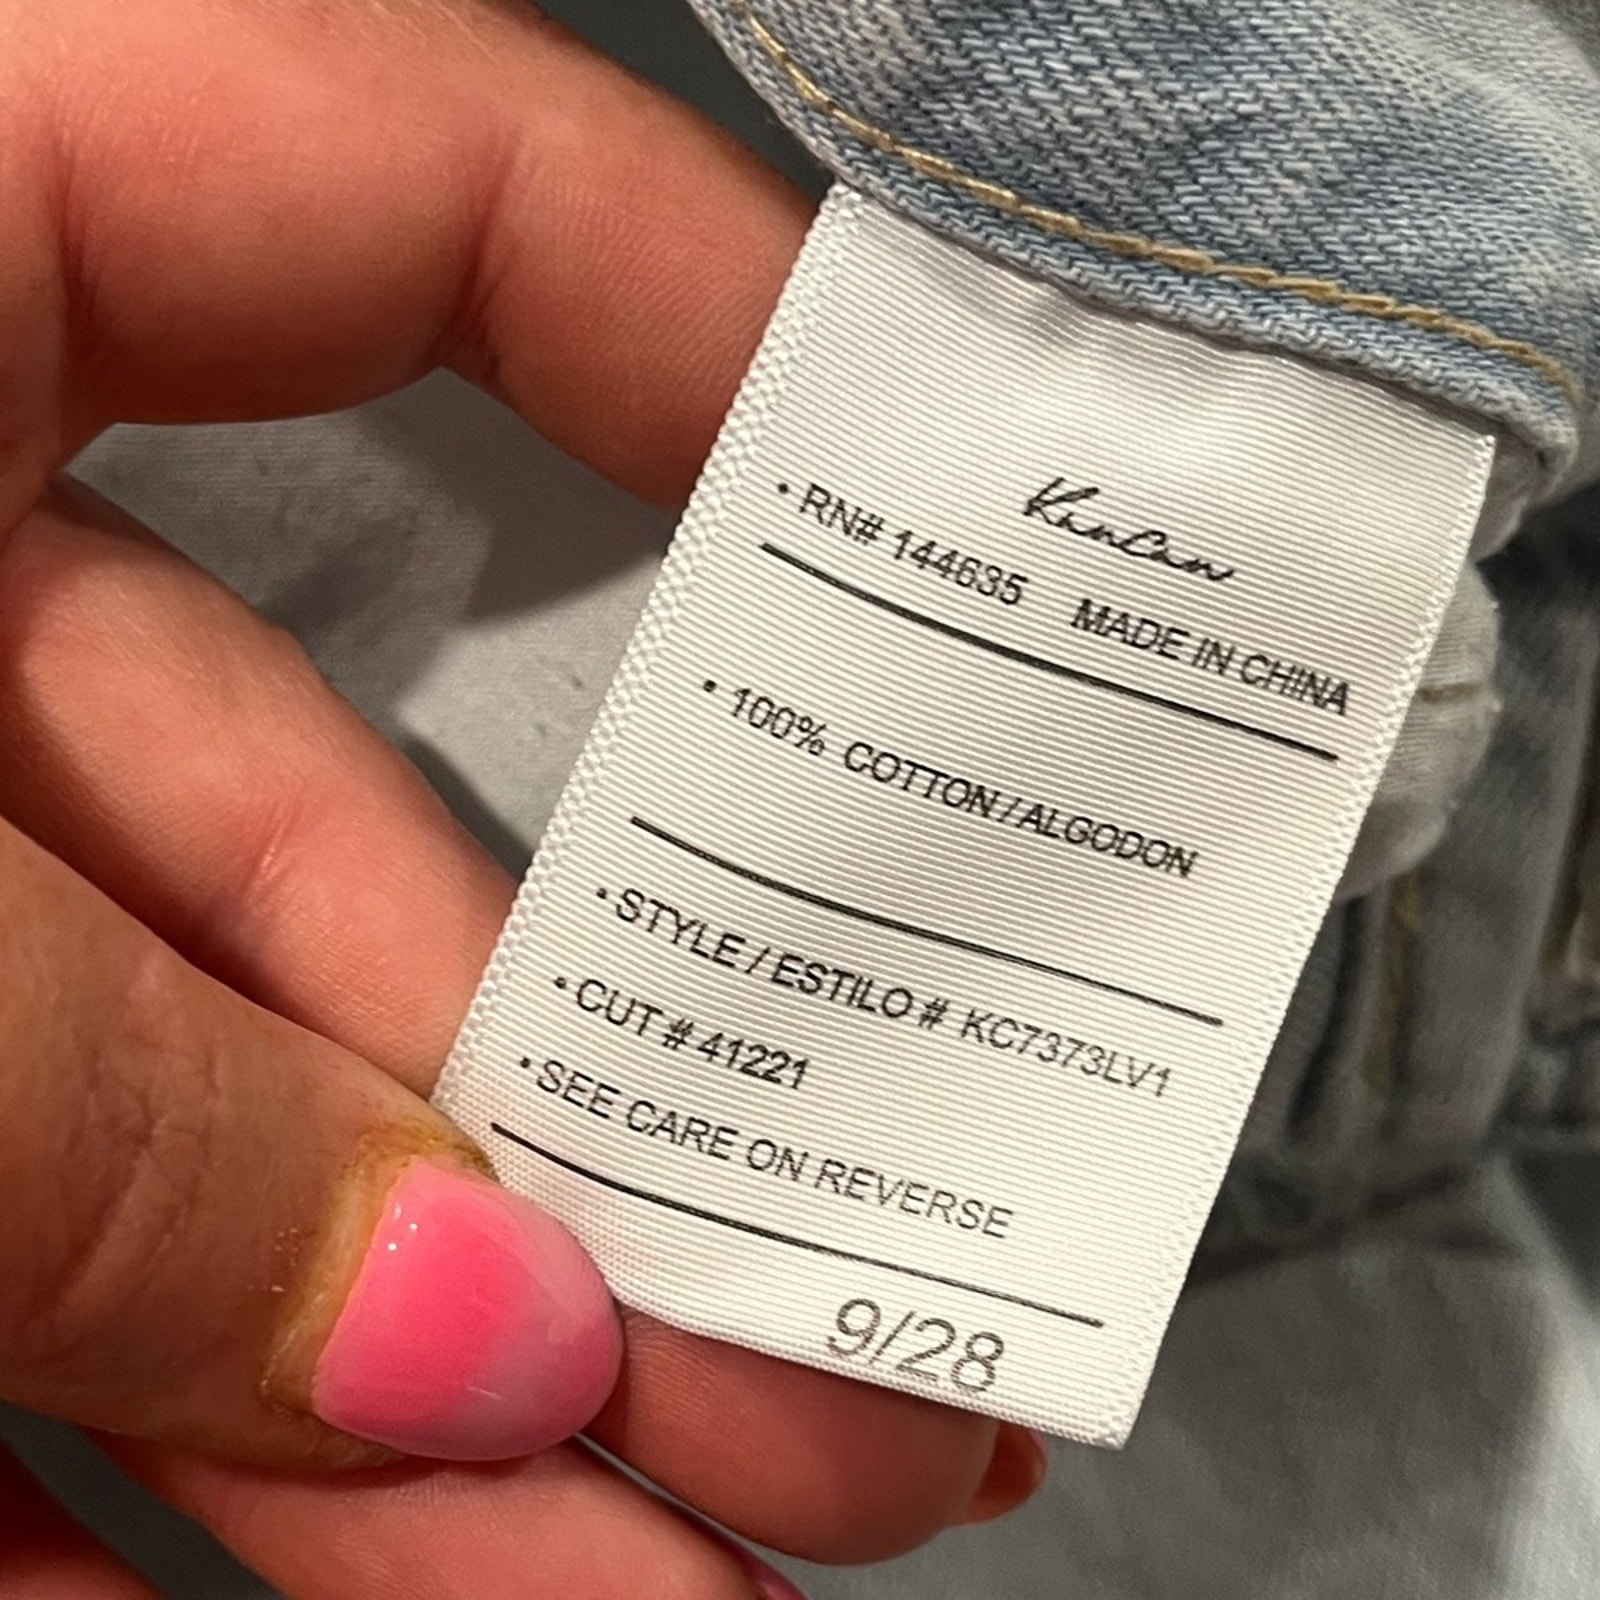 KanCan
• RN# 144635 MADE IN CHINA
• 100% COTTON / ALGODON
• STYLE / ESTILO # KC7373LV1
• CUT # 41221
• SEE CARE ON REVERSE
9/28